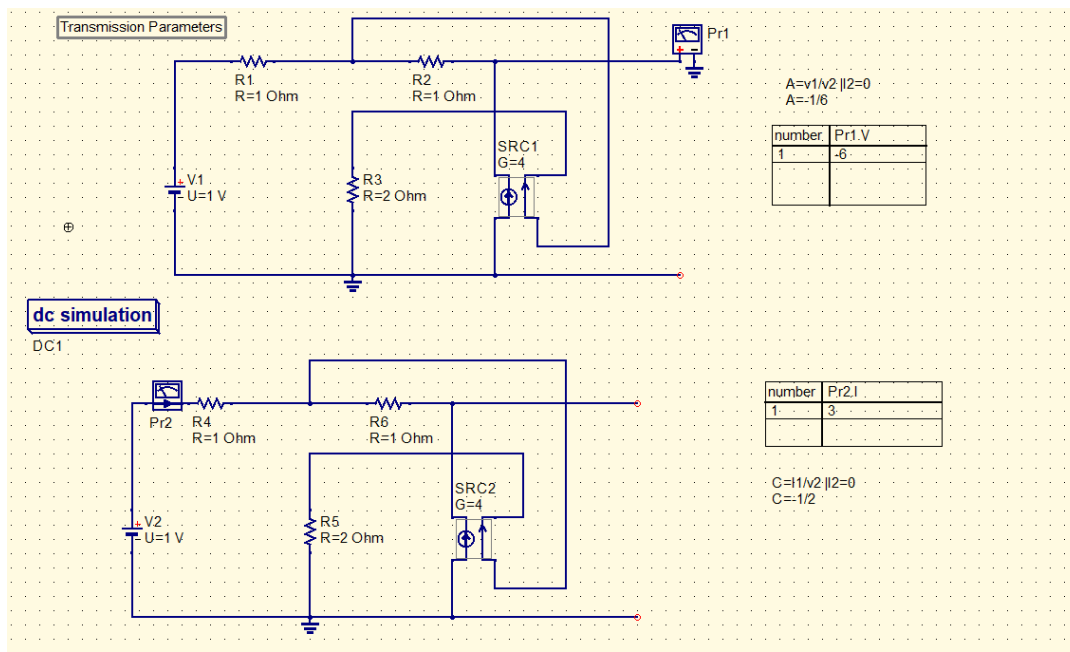 Transmission Parameters
Pr1
R1
R=1 Ohm
R2
R=1 Ohm
A=v1/v2 |I2=0
A=-1/6
number Pr1.V
1 -6
SRC1
G=4
V1
U=1 V
R3
R=2 Ohm
dc simulation
DC1
Pr2
R4
R=1 Ohm
R6
R=1 Ohm
number Pr2.I
1 3
SRC2
G=4
C=I1/v2 |I2=0
C=-1/2
V2
U=1 V
R5
R=2 Ohm